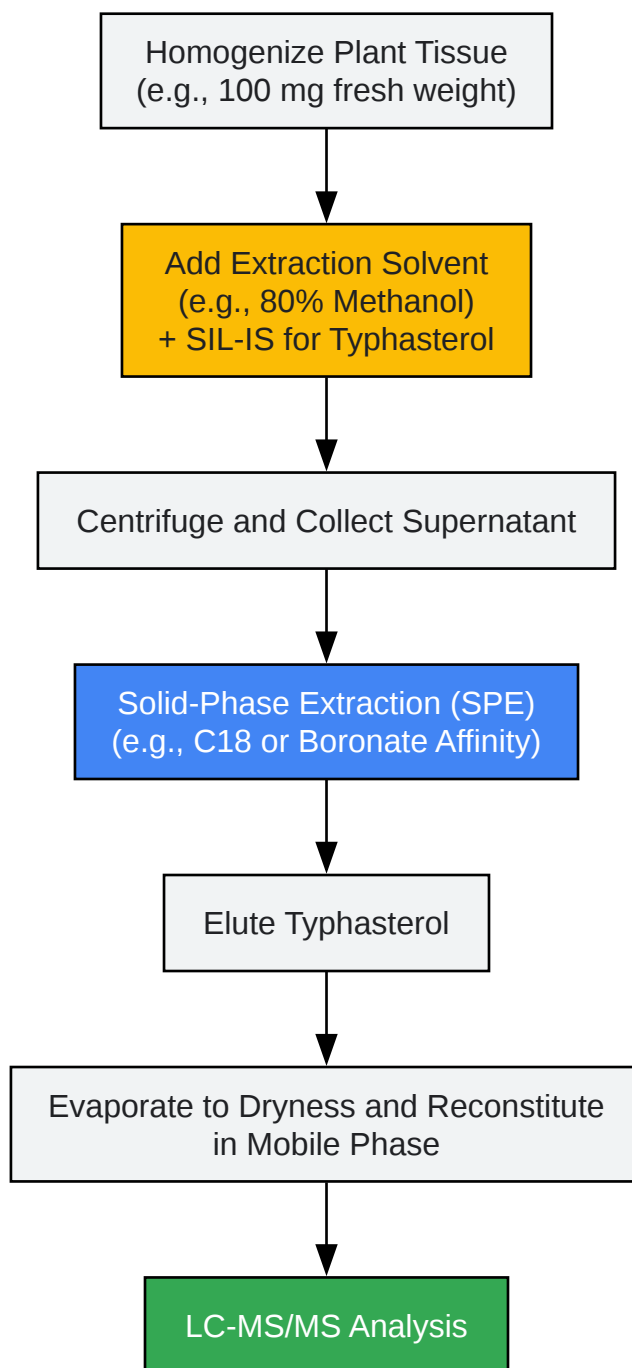 Homogenize Plant Tissue
(e.g., 100 mg fresh weight)
Add Extraction Solvent
(e.g., 80% Methanol)
+ SIL-IS for Typhasterol
Centrifuge and Collect Supernatant
Solid-Phase Extraction (SPE)
(e.g., C18 or Boronate Affinity)
Elute Typhasterol
Evaporate to Dryness and Reconstitute
in Mobile Phase
LC-MS/MS Analysis